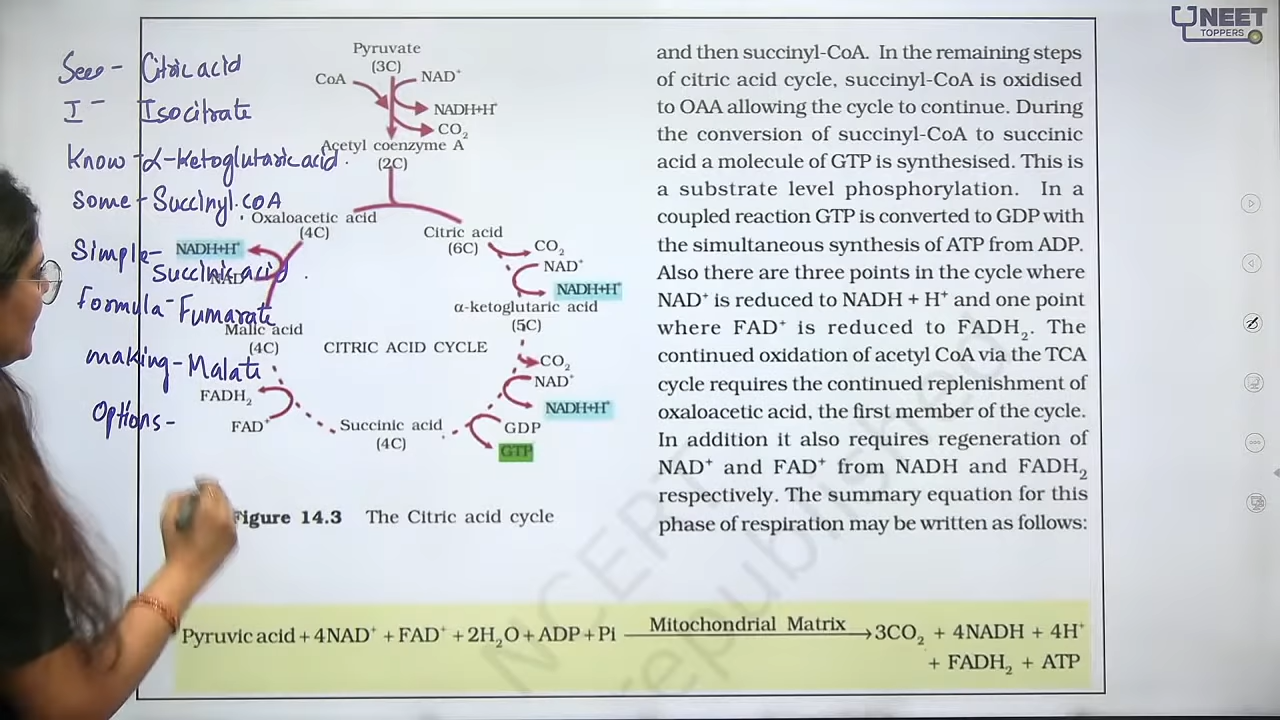 UNEET
TOPPERS
See - Citric acid
I - Isocitrate
Know - α-Ketoglutaric acid.
Some - Succinyl.coA
Simple-
Succinic acid.
Formula - Fumarate
making - Malate
Options-
Pyruvate
(3C)
CoA
NAD⁺
NADH+H⁺
CO₂
Acetyl coenzyme A
(2C)
Oxaloacetic acid
(4C)
Citric acid
(6C)
CO₂
NAD⁺
NADH+H⁺
α-ketoglutaric acid
(5C)
CO₂
NAD⁺
NADH+H⁺
GDP
GTP
Succinic acid
(4C)
FAD⁺
FADH₂
Malic acid
(4C)
NAD⁺
NADH+H⁺
CITRIC ACID CYCLE
Figure 14.3 The Citric acid cycle
and then succinyl-CoA. In the remaining steps
of citric acid cycle, succinyl-CoA is oxidised
to OAA allowing the cycle to continue. During
the conversion of succinyl-CoA to succinic
acid a molecule of GTP is synthesised. This is
a substrate level phosphorylation. In a
coupled reaction GTP is converted to GDP with
the simultaneous synthesis of ATP from ADP.
Also there are three points in the cycle where
NAD⁺ is reduced to NADH + H⁺ and one point
where FAD⁺ is reduced to FADH₂. The
continued oxidation of acetyl CoA via the TCA
cycle requires the continued replenishment of
oxaloacetic acid, the first member of the cycle.
In addition it also requires regeneration of
NAD⁺ and FAD⁺ from NADH and FADH₂
respectively. The summary equation for this
phase of respiration may be written as follows:
Pyruvic acid + 4NAD⁺ + FAD⁺ + 2H₂O + ADP + Pi
Mitochondrial Matrix
→ 3CO₂ + 4NADH + 4H⁺
+ FADH₂ + ATP
NCERT
republished